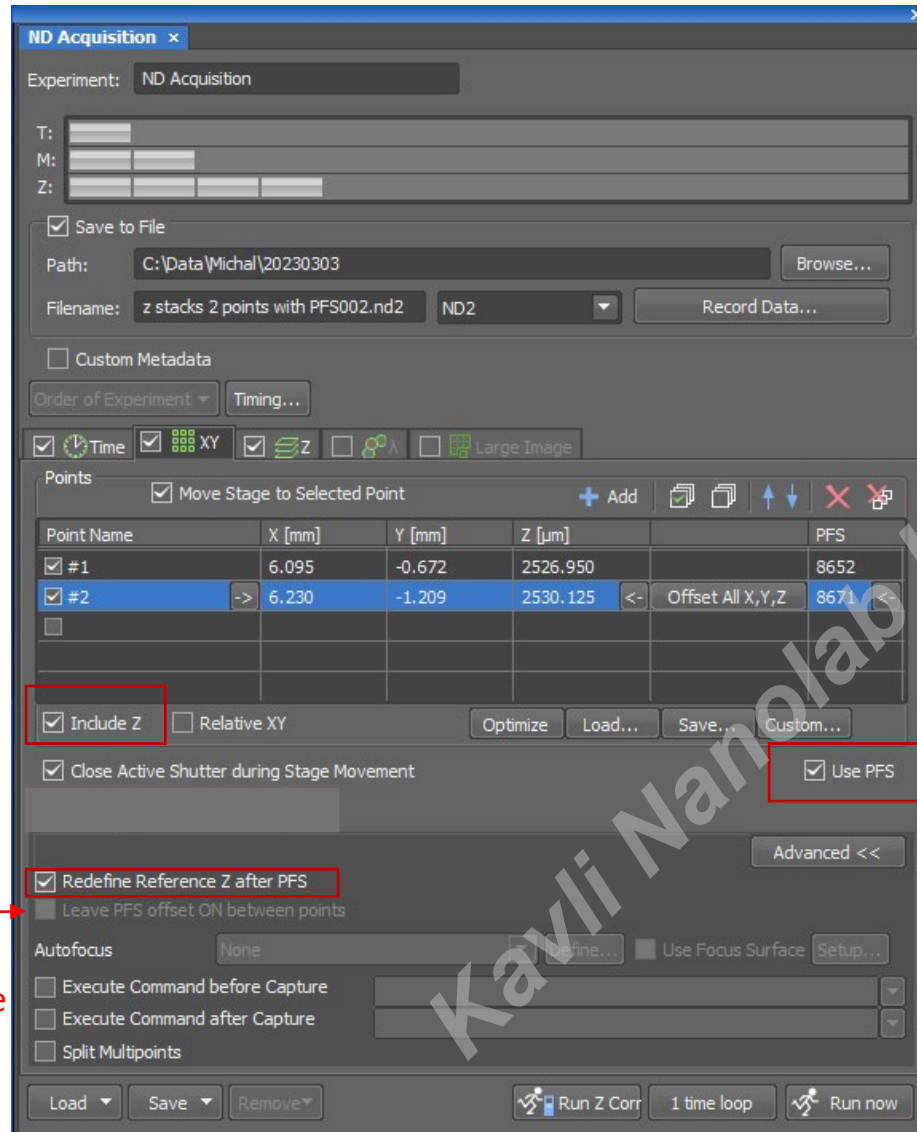 ND Acquisition ×
Experiment: ND Acquisition
T:
M:
Z:
Save to File
Path: C:\Data\Michal\20230303 Browse...
Filename: z stacks 2 points with PFS002.nd2 ND2 Record Data...
Custom Metadata
Order of Experiment Timing...
Time XY Z λ Large Image
Points
Move Stage to Selected Point Add
Point Name X [mm] Y [mm] Z [µm] PFS
#1 6.095 -0.672 2526.950 8652
#2 -> 6.230 -1.209 2530.125 <- Offset All X,Y,Z 8671 <-
Include Z Relative XY Optimize Load... Save... Custom...
Close Active Shutter during Stage Movement Use PFS
Advanced <<
Redefine Reference Z after PFS
Leave PFS offset ON between points
Autofocus None Define... Use Focus Surface Setup...
Execute Command before Capture
e
Execute Command after Capture
Split Multipoints
Load Save Remove Run Z Corr 1 time loop Run now
Kavli Nanolab